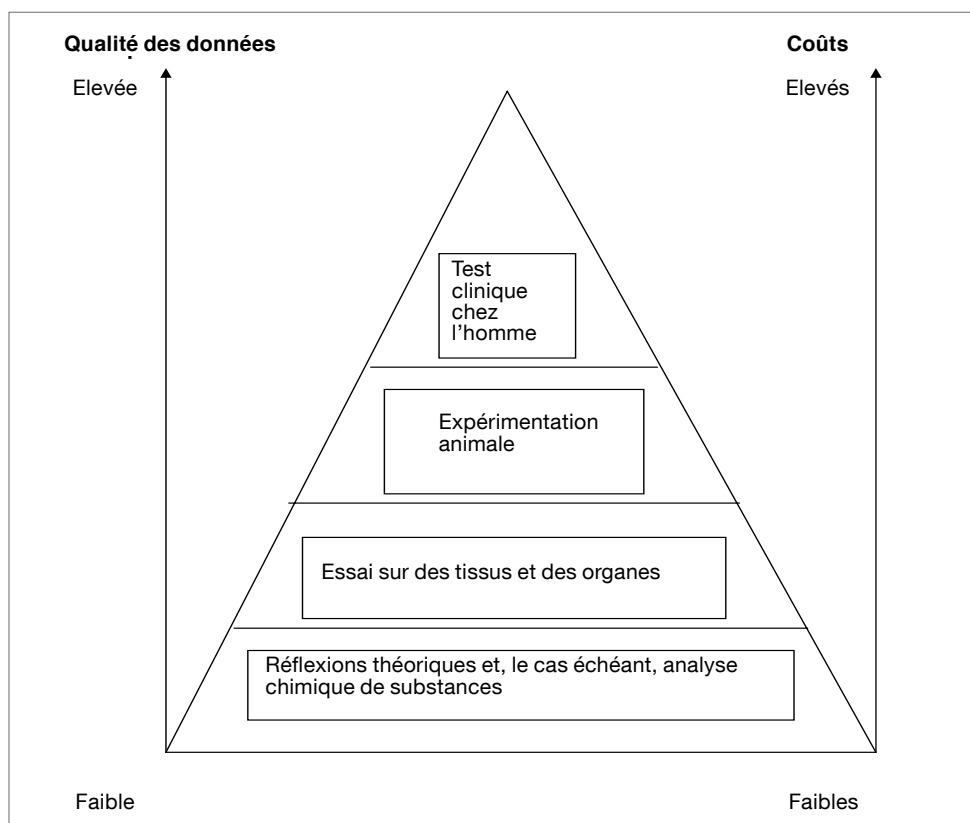 Qualité des données
Coûts
Elevée
Elevés
Test
clinique
chez
l’homme
Expérimentation
animale
Essai sur des tissus et des organes
Réflexions théoriques et, le cas échéant, analyse
chimique de substances
Faible
Faibles